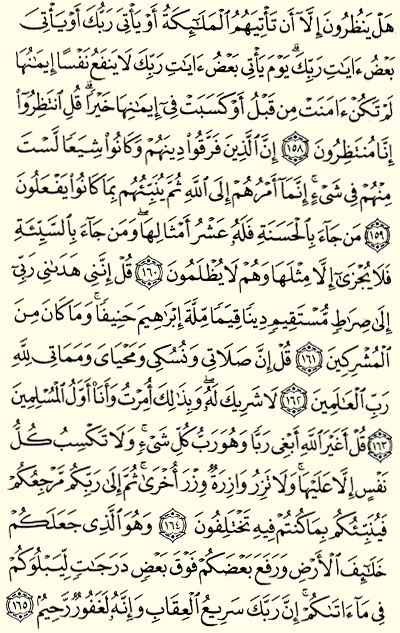 هَلۡ يَنظُرُونَ إِلَّآ أَن تَأۡتِيَهُمُ ٱلۡمَلَٰٓئِكَةُ أَوۡ يَأۡتِيَ رَبُّكَ أَوۡ يَأۡتِيَ
بَعۡضُ ءَايَٰتِ رَبِّكَۗ يَوۡمَ يَأۡتِي بَعۡضُ ءَايَٰتِ رَبِّكَ لَا يَنفَعُ نَفۡسًا إِيمَٰنُهَا
لَمۡ تَكُنۡ ءَامَنَتۡ مِن قَبۡلُ أَوۡ كَسَبَتۡ فِيٓ إِيمَٰنِهَا خَيۡرٗاۗ قُلِ ٱنتَظِرُوٓاْ
إِنَّا مُنتَظِرُونَ ١٥٨ إِنَّ ٱلَّذِينَ فَرَّقُواْ دِينَهُمۡ وَكَانُواْ شِيَعٗا لَّسۡتَ
مِنۡهُمۡ فِي شَيۡءٍۚ إِنَّمَآ أَمۡرُهُمۡ إِلَى ٱللَّهِ ثُمَّ يُنَبِّئُهُم بِمَا كَانُواْ يَفۡعَلُونَ
١٥٩ مَن جَآءَ بِٱلۡحَسَنَةِ فَلَهُۥ عَشۡرُ أَمۡثَالِهَاۖ وَمَن جَآءَ بِٱلسَّيِّئَةِ
فَلَا يُجۡزَىٰٓ إِلَّا مِثۡلَهَا وَهُمۡ لَا يُظۡلَمُونَ ١٦٠ قُلۡ إِنَّنِي هَدَىٰنِي رَبِّيٓ
إِلَىٰ صِرَٰطٖ مُّسۡتَقِيمٖ دِينٗا قِيَمٗا مِّلَّةَ إِبۡرَٰهِيمَ حَنِيفٗاۚ وَمَا كَانَ مِنَ
ٱلۡمُشۡرِكِينَ ١٦١ قُلۡ إِنَّ صَلَاتِي وَنُسُكِي وَمَحۡيَايَ وَمَمَاتِي لِلَّهِ
رَبِّ ٱلۡعَٰلَمِينَ ١٦٢ لَا شَرِيكَ لَهُۥۖ وَبِذَٰلِكَ أُمِرۡتُ وَأَنَا۠ أَوَّلُ ٱلۡمُسۡلِمِينَ
١٦٣ قُلۡ أَغَيۡرَ ٱللَّهِ أَبۡغِي رَبّٗا وَهُوَ رَبُّ كُلِّ شَيۡءٖۚ وَلَا تَكۡسِبُ كُلُّ
نَفۡسٍ إِلَّا عَلَيۡهَاۚ وَلَا تَزِرُ وَازِرَةٞ وِزۡرَ أُخۡرَىٰۚ ثُمَّ إِلَىٰ رَبِّكُم مَّرۡجِعُكُمۡ
فَيُنَبِّئُكُم بِمَا كُنتُمۡ فِيهِ تَخۡتَلِفُونَ ١٦٤ وَهُوَ ٱلَّذِي جَعَلَكُمۡ
خَلَٰٓئِفَ ٱلۡأَرۡضِ وَرَفَعَ بَعۡضَكُمۡ فَوۡقَ بَعۡضٖ دَرَجَٰتٖ لِّيَبۡلُوَكُمۡ
فِي مَآ ءَاتَىٰكُمۡۗ إِنَّ رَبَّكَ سَرِيعُ ٱلۡعِقَابِ وَإِنَّهُۥ لَغَفُورٞ رَّحِيمُۢ ١٦٥